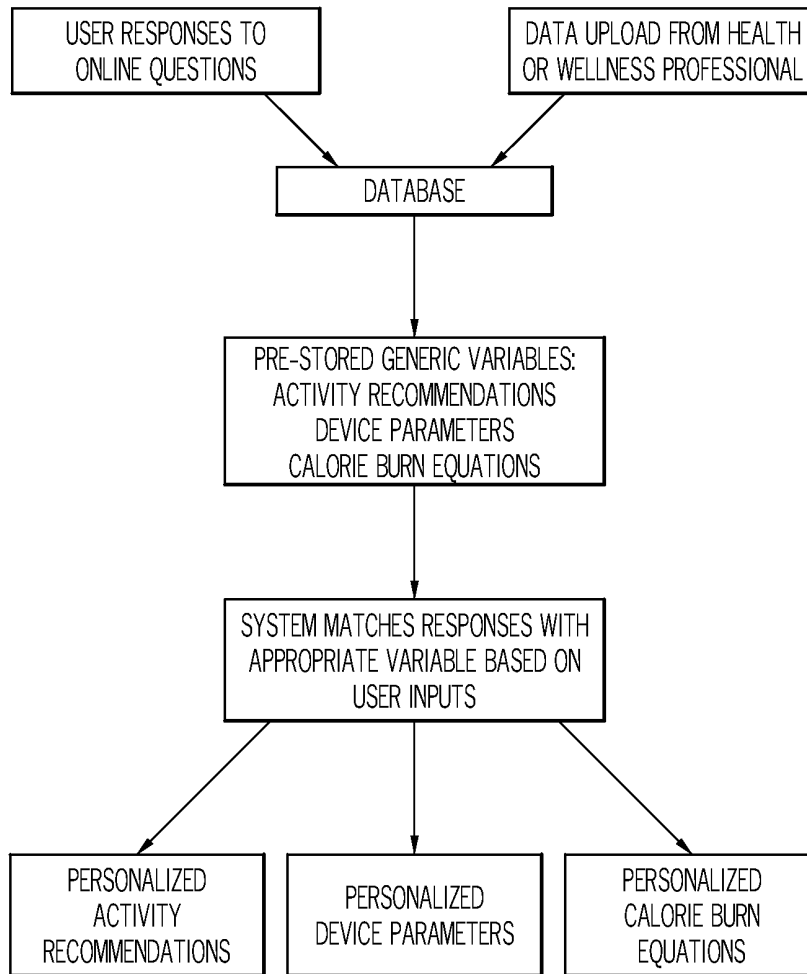 USER RESPONSES TO
ONLINE QUESTIONS
DATA UPLOAD FROM HEALTH
OR WELLNESS PROFESSIONAL
DATABASE
PRE-STORED GENERIC VARIABLES:
ACTIVITY RECOMMENDATIONS
DEVICE PARAMETERS
CALORIE BURN EQUATIONS
SYSTEM MATCHES RESPONSES WITH
APPROPRIATE VARIABLE BASED ON
USER INPUTS
PERSONALIZED
ACTIVITY
RECOMMENDATIONS
PERSONALIZED
DEVICE PARAMETERS
PERSONALIZED
CALORIE BURN
EQUATIONS